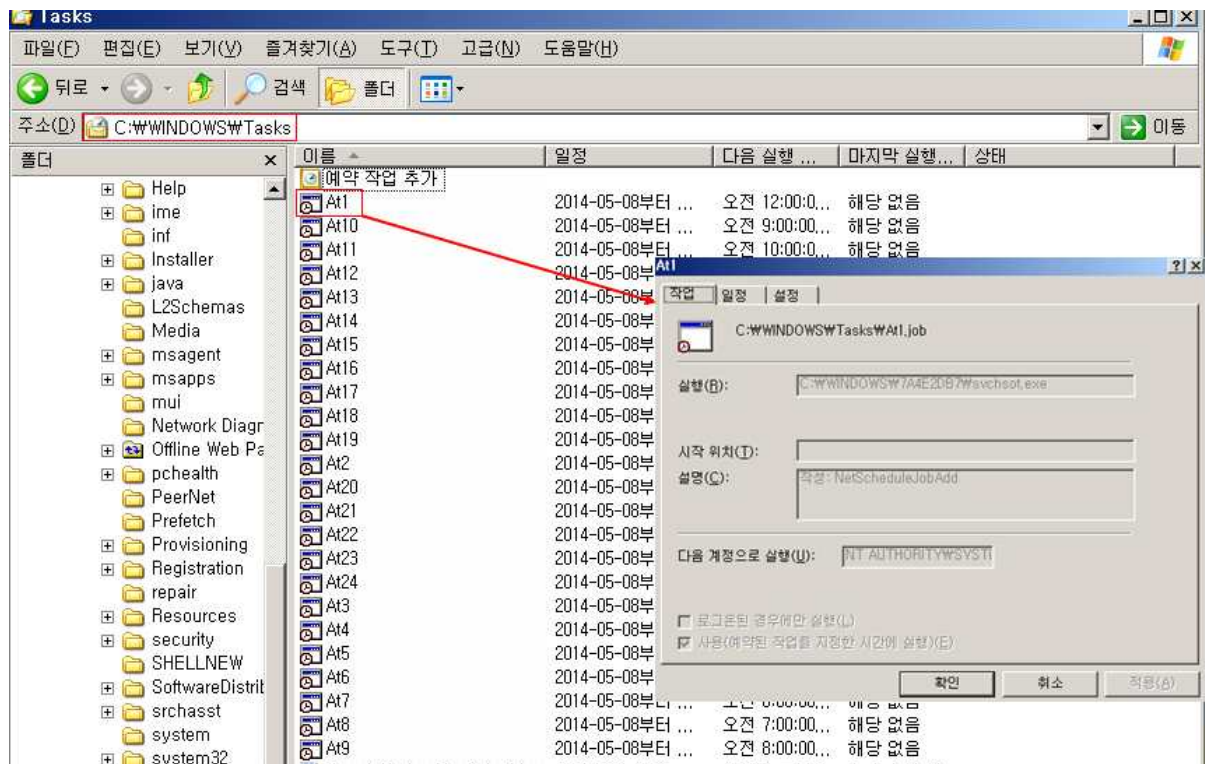 Tasks
파일(F) 편집(E) 보기(V) 즐겨찾기(A) 도구(T) 고급(N) 도움말(H)
뒤로 검색 폴더
주소(D) C:₩WINDOWS₩Tasks 이동
폴더
Help
ime
inf
Installer
java
L2Schemas
Media
msagent
msapps
mui
Network Diagr
Offline Web Pa
pchealth
PeerNet
Prefetch
Provisioning
Registration
repair
Resources
security
SHELLNEW
SoftwareDistrib
srchasst
system
system32
이름 일정 다음 실행 ... 마지막 실행... 상태
예약 작업 추가
At1 2014-05-08부터 ... 오전 12:00:0... 해당 없음
At10 2014-05-08부터 ... 오전 9:00:00... 해당 없음
At11 2014-05-08부터 ... 오전 10:00:0... 해당 없음
At12 2014-05-08부
At13 2014-05-08부
At14 2014-05-08부
At15 2014-05-08부
At16 2014-05-08부
At17 2014-05-08부
At18 2014-05-08부
At19 2014-05-08부
At2 2014-05-08부
At20 2014-05-08부
At21 2014-05-08부
At22 2014-05-08부
At23 2014-05-08부
At24 2014-05-08부
At3 2014-05-08부
At4 2014-05-08부
At5 2014-05-08부
At6 2014-05-08부
At7 2014-05-08부터 ...
At8 2014-05-08부터 ... 오전 7:00:00... 해당 없음
At9 2014-05-08부터 ... 오전 8:00:00... 해당 없음
At1
작업 일정 설정
C:₩WINDOWS₩Tasks₩At1.job
실행(R): C:₩WINDOWS₩7A4E2DB7₩svchsot.exe
시작 위치(T):
설명(C): 작성: NetScheduleJobAdd
다음 계정으로 실행(U): NT AUTHORITY₩SYST
로그온된 경우에만 실행(L)
사용(예약된 작업을 지정한 시간에 실행)(E)
확인 취소 적용(A)